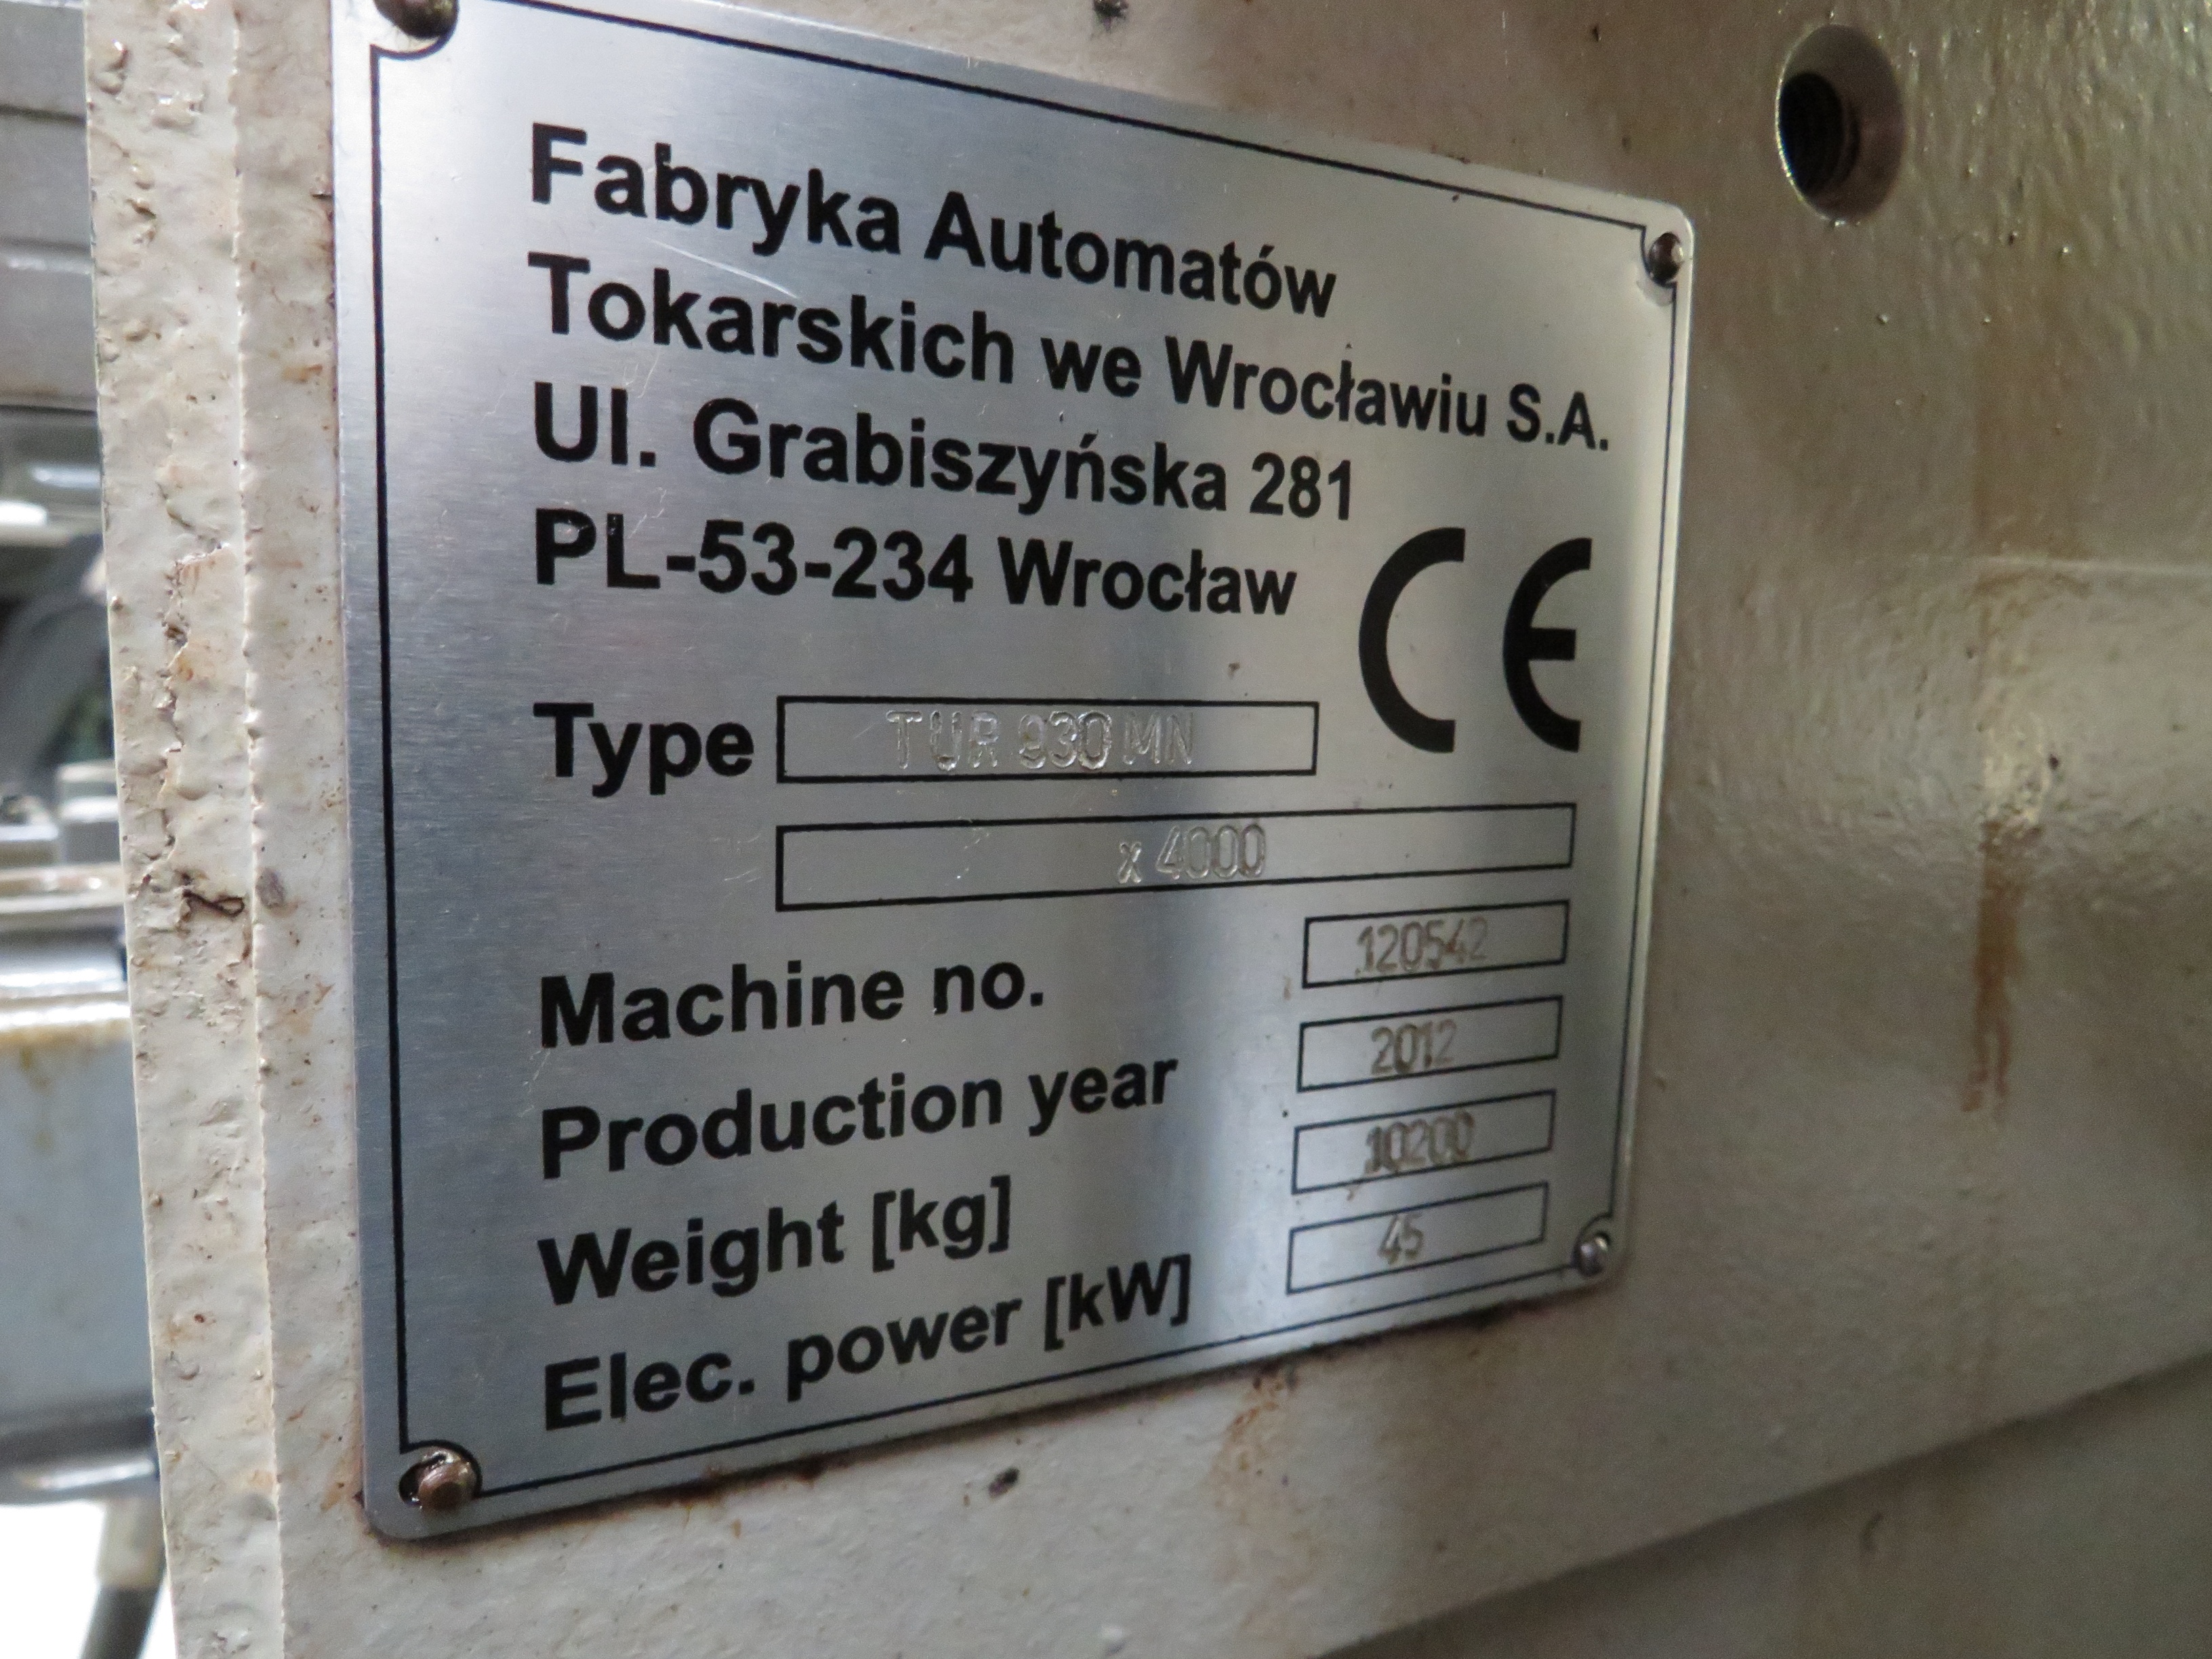 Fabryka Automatów
Tokarskich we Wrocławiu S.A.
Ul. Grabiszyńska 281
PL-53-234 Wrocław
CE
Type TUR 930 MN
x 4000
Machine no. 120542
Production year 2012
Weight [kg] 10200
Elec. power [kW] 45